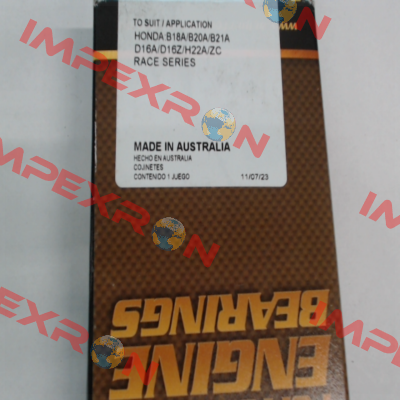 TO SUIT / APPLICATION
HONDA B18A/B20A/B21A
D16A/D16Z/H22A/ZC
RACE SERIES
MADE IN AUSTRALIA
HECHO EN AUSTRALIA
COJINETES
CONTENIDO 1 JUEGO 11/07/23
ENGINE
BEARINGS
IMPEXRON
IMPEXRON
IMPEXRON
IMPEXRON